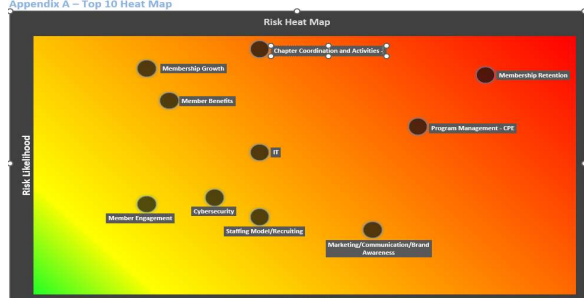 Appendix A – Top 10 Heat Map
Risk Heat Map
Chapter Coordination and Activities -
Membership Growth
Membership Retention
Member Benefits
Program Management - CPE
IT
Risk Likelihood
Cybersecurity
Member Engagement
Staffing Model/Recruiting
Marketing/Communication/Brand
Awareness